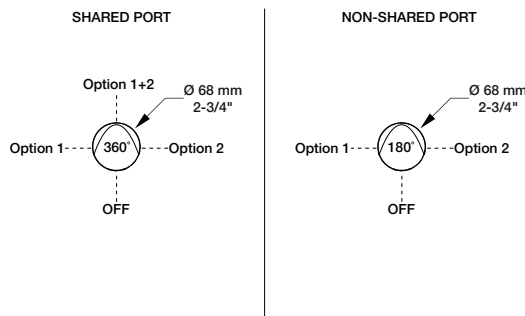 SHARED PORT
Option 1+2
Ø 68 mm
2-3/4"
Option 1
360°
Option 2
OFF
NON-SHARED PORT
Ø 68 mm
2-3/4"
Option 1
180°
Option 2
OFF